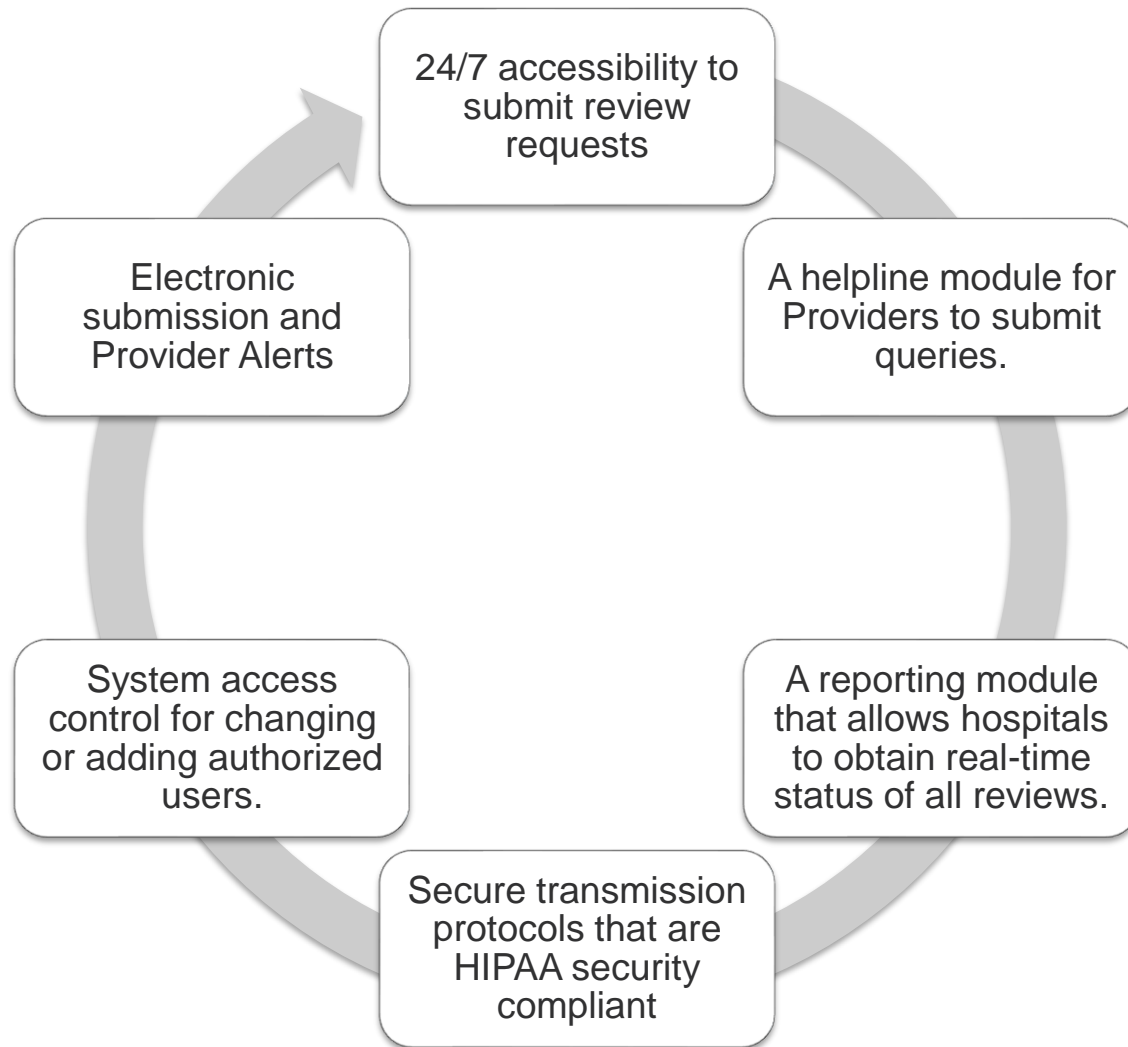 24/7 accessibility to
submit review
requests
A helpline module for
Providers to submit
queries.
A reporting module
that allows hospitals
to obtain real-time
status of all reviews.
Secure transmission
protocols that are
HIPAA security
compliant
System access
control for changing
or adding authorized
users.
Electronic
submission and
Provider Alerts